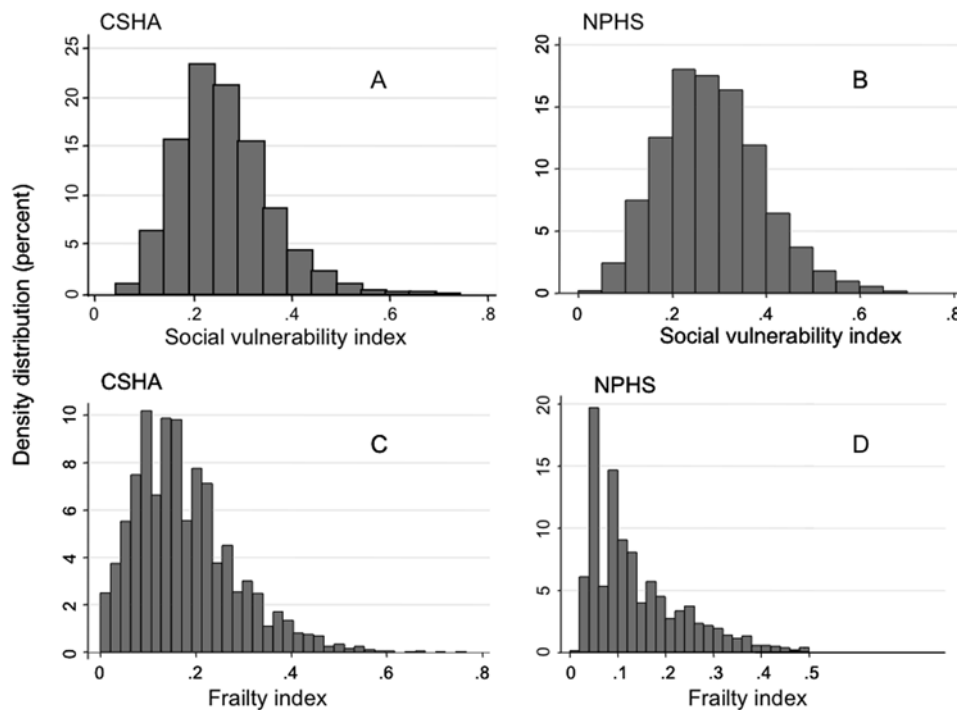 CSHA
NPHS
A
B
25
20
15
10
5
0
20
15
10
5
0
0 .2 .4 .6 .8
0 .2 .4 .6 .8
Social vulnerability index
Social vulnerability index
Density distribution (percent)
CSHA
NPHS
C
D
10
8
6
4
2
0
20
15
10
5
0
0 .2 .4 .6 .8
0 .1 .2 .3 .4 .5
Frailty index
Frailty index